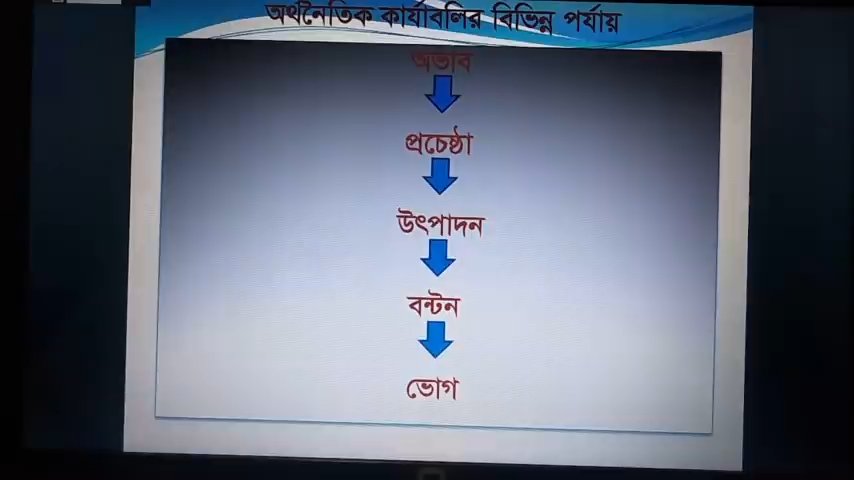 অর্থনৈতিক কার্যাবলির বিভিন্ন পর্যায়
অভাব
প্রচেষ্ঠা
উৎপাদন
বন্টন
ভোগ